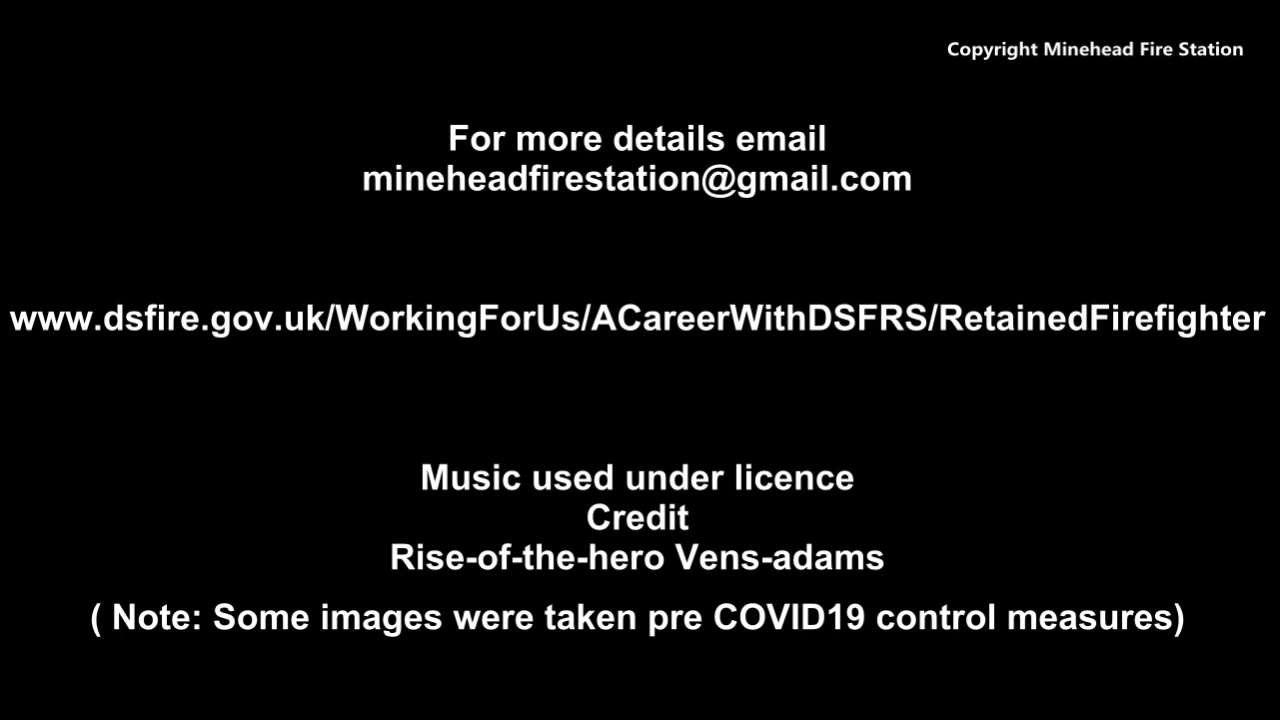 Copyright Minehead Fire Station
For more details email
mineheadfirestation@gmail.com
www.dsfire.gov.uk/WorkingForUs/ACareerWithDSFRS/RetainedFirefighter
Music used under licence
Credit
Rise-of-the-hero Vens-adams
( Note: Some images were taken pre COVID19 control measures)